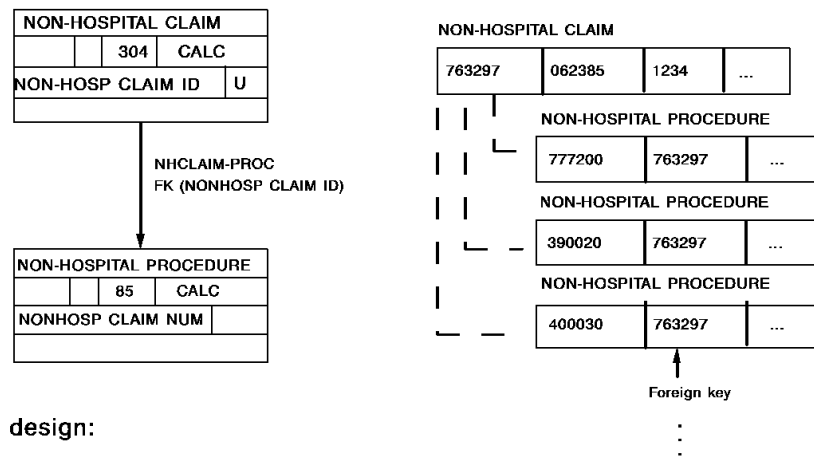 NON-HOSPITAL CLAIM
304 CALC
NON-HOSP CLAIM ID U
NHCLAIM-PROC
FK (NONHOSP CLAIM ID)
NON-HOSPITAL PROCEDURE
85 CALC
NONHOSP CLAIM NUM
NON-HOSPITAL CLAIM
763297 062385 1234 ...
NON-HOSPITAL PROCEDURE
777200 763297 ...
NON-HOSPITAL PROCEDURE
390020 763297 ...
NON-HOSPITAL PROCEDURE
400030 763297 ...
Foreign key
design: